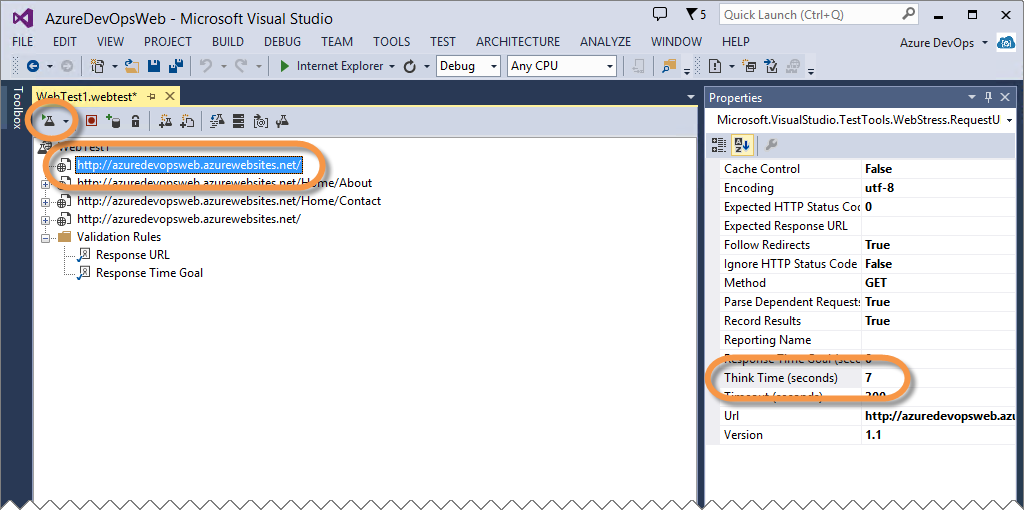 AzureDevOpsWeb - Microsoft Visual Studio
5
Quick Launch (Ctrl+Q)
FILE EDIT VIEW PROJECT BUILD DEBUG TEAM TOOLS TEST ARCHITECTURE ANALYZE WINDOW HELP
Azure DevOps
Internet Explorer
Debug
Any CPU
Toolbox
WebTest1.webtest*
WebTest1
http://azuredevopsweb.azurewebsites.net/
http://azuredevopsweb.azurewebsites.net/Home/About
http://azuredevopsweb.azurewebsites.net/Home/Contact
http://azuredevopsweb.azurewebsites.net/
Validation Rules
Response URL
Response Time Goal
Properties
Microsoft.VisualStudio.TestTools.WebStress.RequestU
Cache Control False
Encoding utf-8
Expected HTTP Status Coc 0
Expected Response URL
Follow Redirects True
Ignore HTTP Status Code False
Method GET
Parse Dependent Requests True
Record Results True
Reporting Name
Response Time Goal (secc 0
Think Time (seconds) 7
Timeout (seconds) 300
Url http://azuredevopsweb.azu
Version 1.1